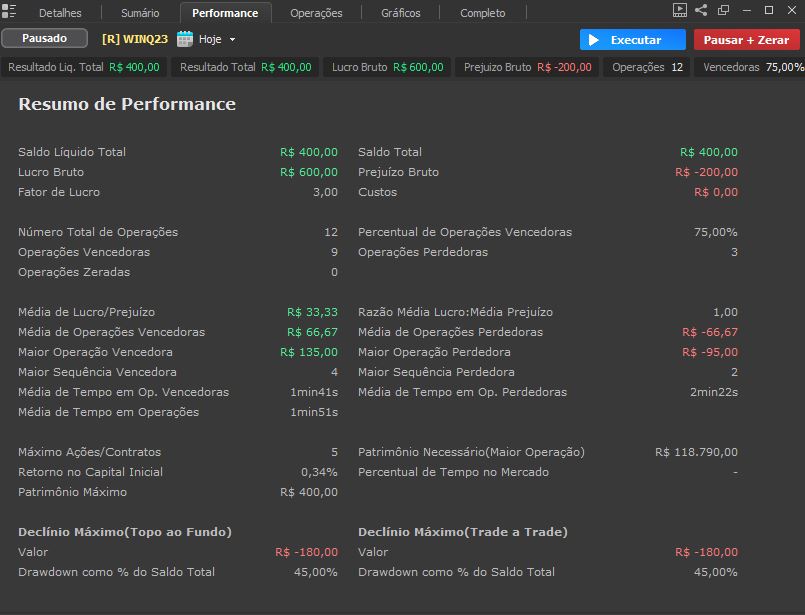 Detalhes Sumário Performance Operações Gráficos Completo
Pausado [R] WINQ23 Hoje Executar Pausar + Zerar
Resultado Liq. Total R$ 400,00 Resultado Total R$ 400,00 Lucro Bruto R$ 600,00 Prejuizo Bruto R$ -200,00 Operações 12 Vencedoras 75,00%
Resumo de Performance
Saldo Líquido Total R$ 400,00 Saldo Total R$ 400,00
Lucro Bruto R$ 600,00 Prejuízo Bruto R$ -200,00
Fator de Lucro 3,00 Custos R$ 0,00
Número Total de Operações 12 Percentual de Operações Vencedoras 75,00%
Operações Vencedoras 9 Operações Perdedoras 3
Operações Zeradas 0
Média de Lucro/Prejuízo R$ 33,33 Razão Média Lucro:Média Prejuízo 1,00
Média de Operações Vencedoras R$ 66,67 Média de Operações Perdedoras R$ -66,67
Maior Operação Vencedora R$ 135,00 Maior Operação Perdedora R$ -95,00
Maior Sequência Vencedora 4 Maior Sequência Perdedora 2
Média de Tempo em Op. Vencedoras 1min41s Média de Tempo em Op. Perdedoras 2min22s
Média de Tempo em Operações 1min51s
Máximo Ações/Contratos 5 Patrimônio Necessário(Maior Operação) R$ 118.790,00
Retorno no Capital Inicial 0,34% Percentual de Tempo no Mercado -
Patrimônio Máximo R$ 400,00
Declínio Máximo(Topo ao Fundo) Declínio Máximo(Trade a Trade)
Valor R$ -180,00 Valor R$ -180,00
Drawdown como % do Saldo Total 45,00% Drawdown como % do Saldo Total 45,00%